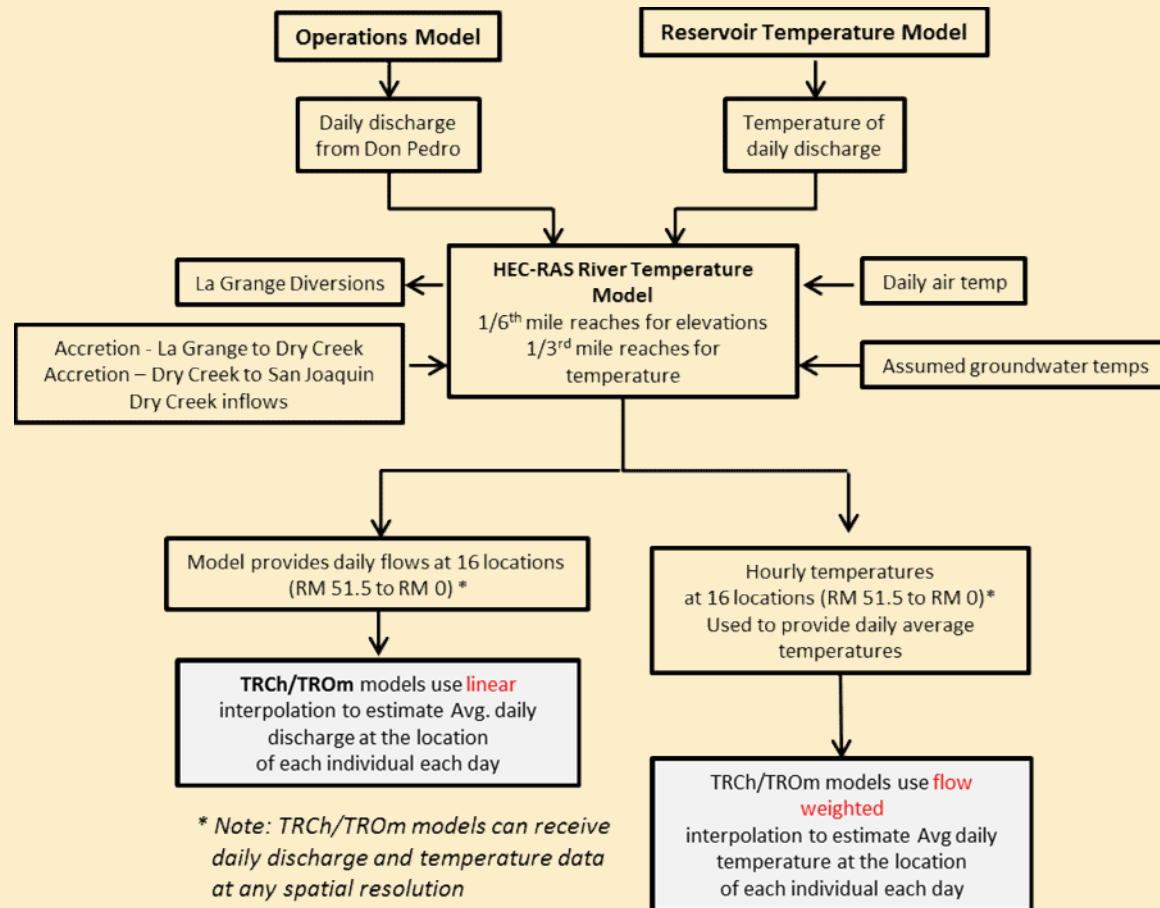 Operations Model
Reservoir Temperature Model
Daily discharge
from Don Pedro
Temperature of
daily discharge
La Grange Diversions
HEC-RAS River Temperature
Model
1/6th mile reaches for elevations
1/3rd mile reaches for
temperature
Daily air temp
Accretion - La Grange to Dry Creek
Accretion – Dry Creek to San Joaquin
Dry Creek inflows
Assumed groundwater temps
Model provides daily flows at 16 locations
(RM 51.5 to RM 0) *
Hourly temperatures
at 16 locations (RM 51.5 to RM 0)*
Used to provide daily average
temperatures
TRCh/TROm models use linear
interpolation to estimate Avg. daily
discharge at the location
of each individual each day
TRCh/TROm models use flow
weighted
interpolation to estimate Avg daily
temperature at the location
of each individual each day
* Note: TRCh/TROm models can receive
daily discharge and temperature data
at any spatial resolution